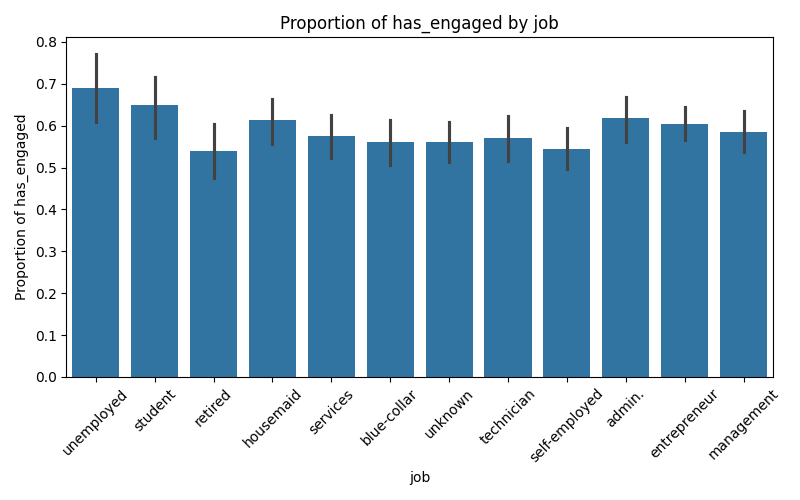 Proportion of has_engaged by job
Proportion of has_engaged
0.8
0.7
0.6
0.5
0.4
0.3
0.2
0.1
0.0
unemployed
student
retired
housemaid
services
blue-collar
unknown
technician
self-employed
admin.
entrepreneur
management
job